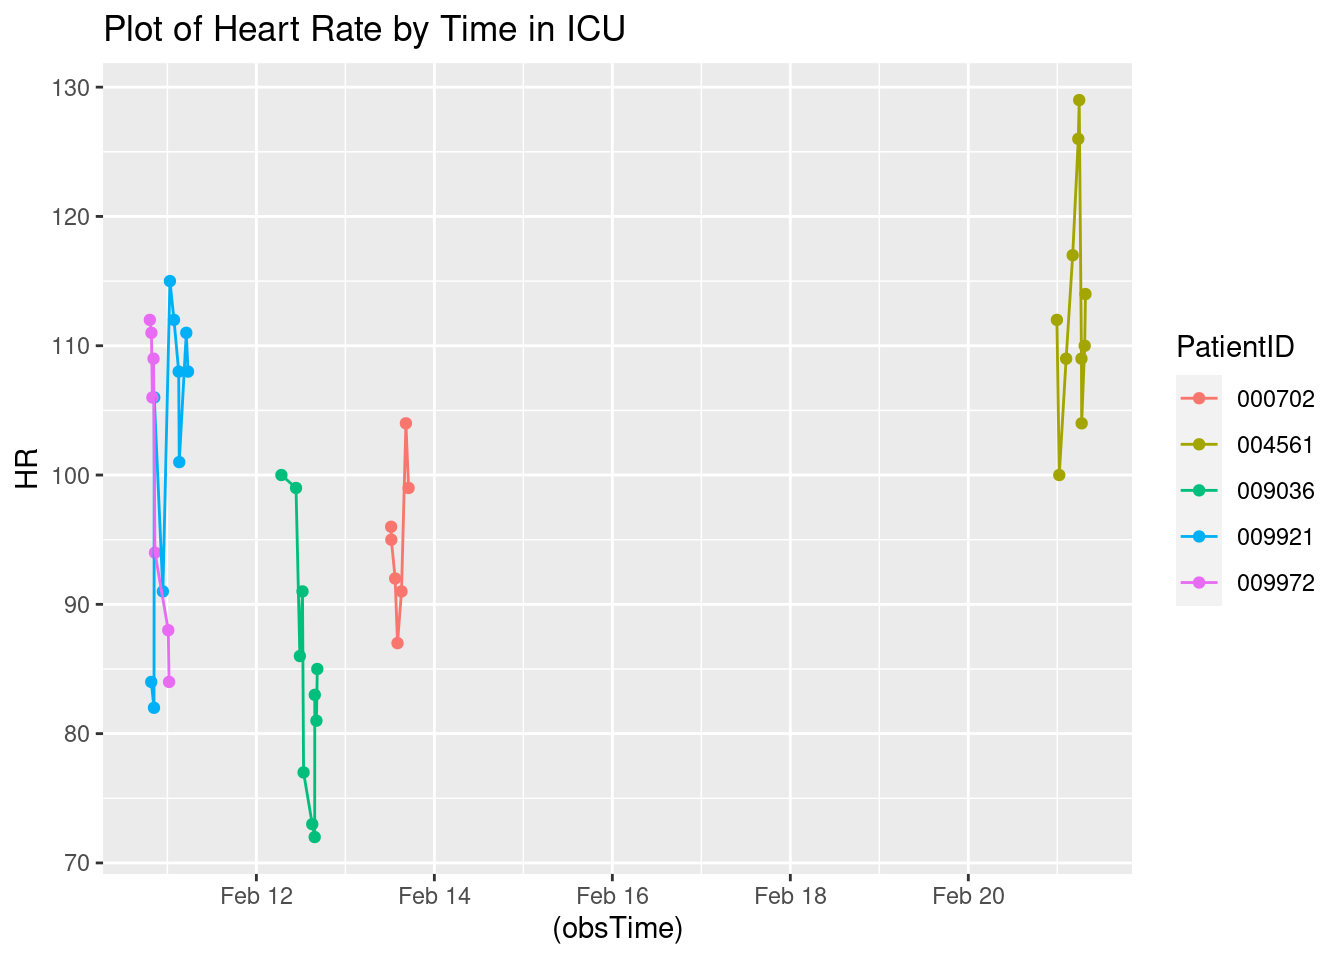 Plot of Heart Rate by Time in ICU
130
120
110
100
90
80
70
HR
Feb 12
Feb 14
Feb 16
Feb 18
Feb 20
(obsTime)
PatientID
000702
004561
009036
009921
009972